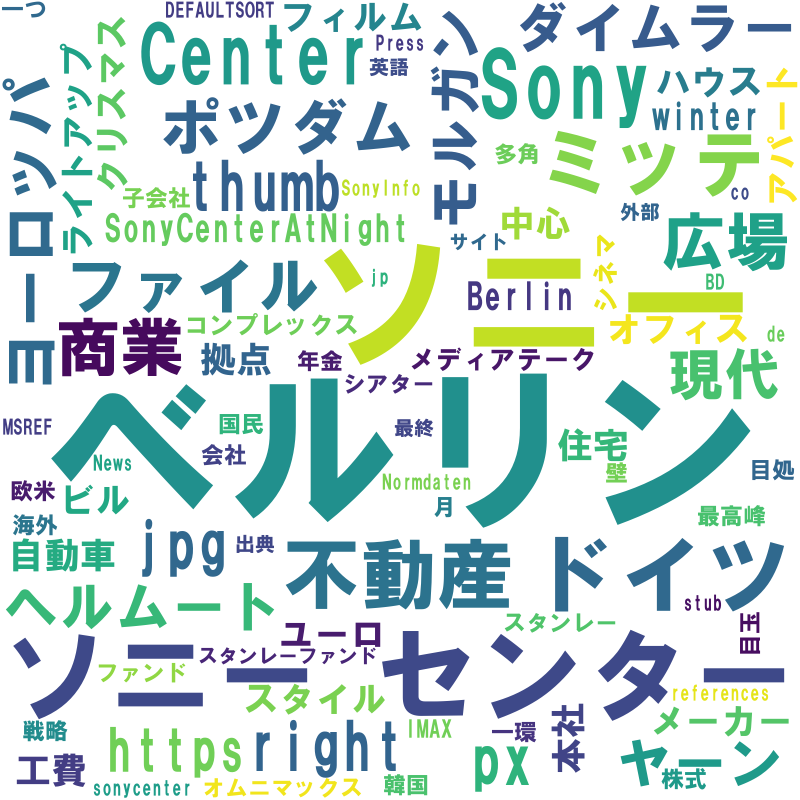 一つ
DEFAULTSORT
フィルム
ダイムラー
Center
Press
英語
モルガン
Sony
ハウス
winter
アパート
ヨーロッパ
ライトアップ
クリスマス
ポツダム
thumb
子会社
SonyInfo
多角
ミッテ
co
外部
SonyCenterAtNight
サイト
中心
広場
シネマ
ファイル
jp
ソニー
Berlin
BD
オフィス
de
商業
コンプレックス
拠点
年金
メディアテーク
シアター
現代
ベルリン
MSREF
国民
最終
会社
住宅
壁
News
Normdaten
目処
欧米
ビル
月
海外
最高峰
自動車
jpg
出典
不動産
ドイツ
ヘルムート
stub
ユーロ
スタンレー
玉目
ソニーセンター
スタンレーファンド
ファンド
スタイル
references
戦略
https
right
IMAX
一環
本社
メーカー
工費
sonycenter
オムニマックス
韓国
px
ヤーン
株式